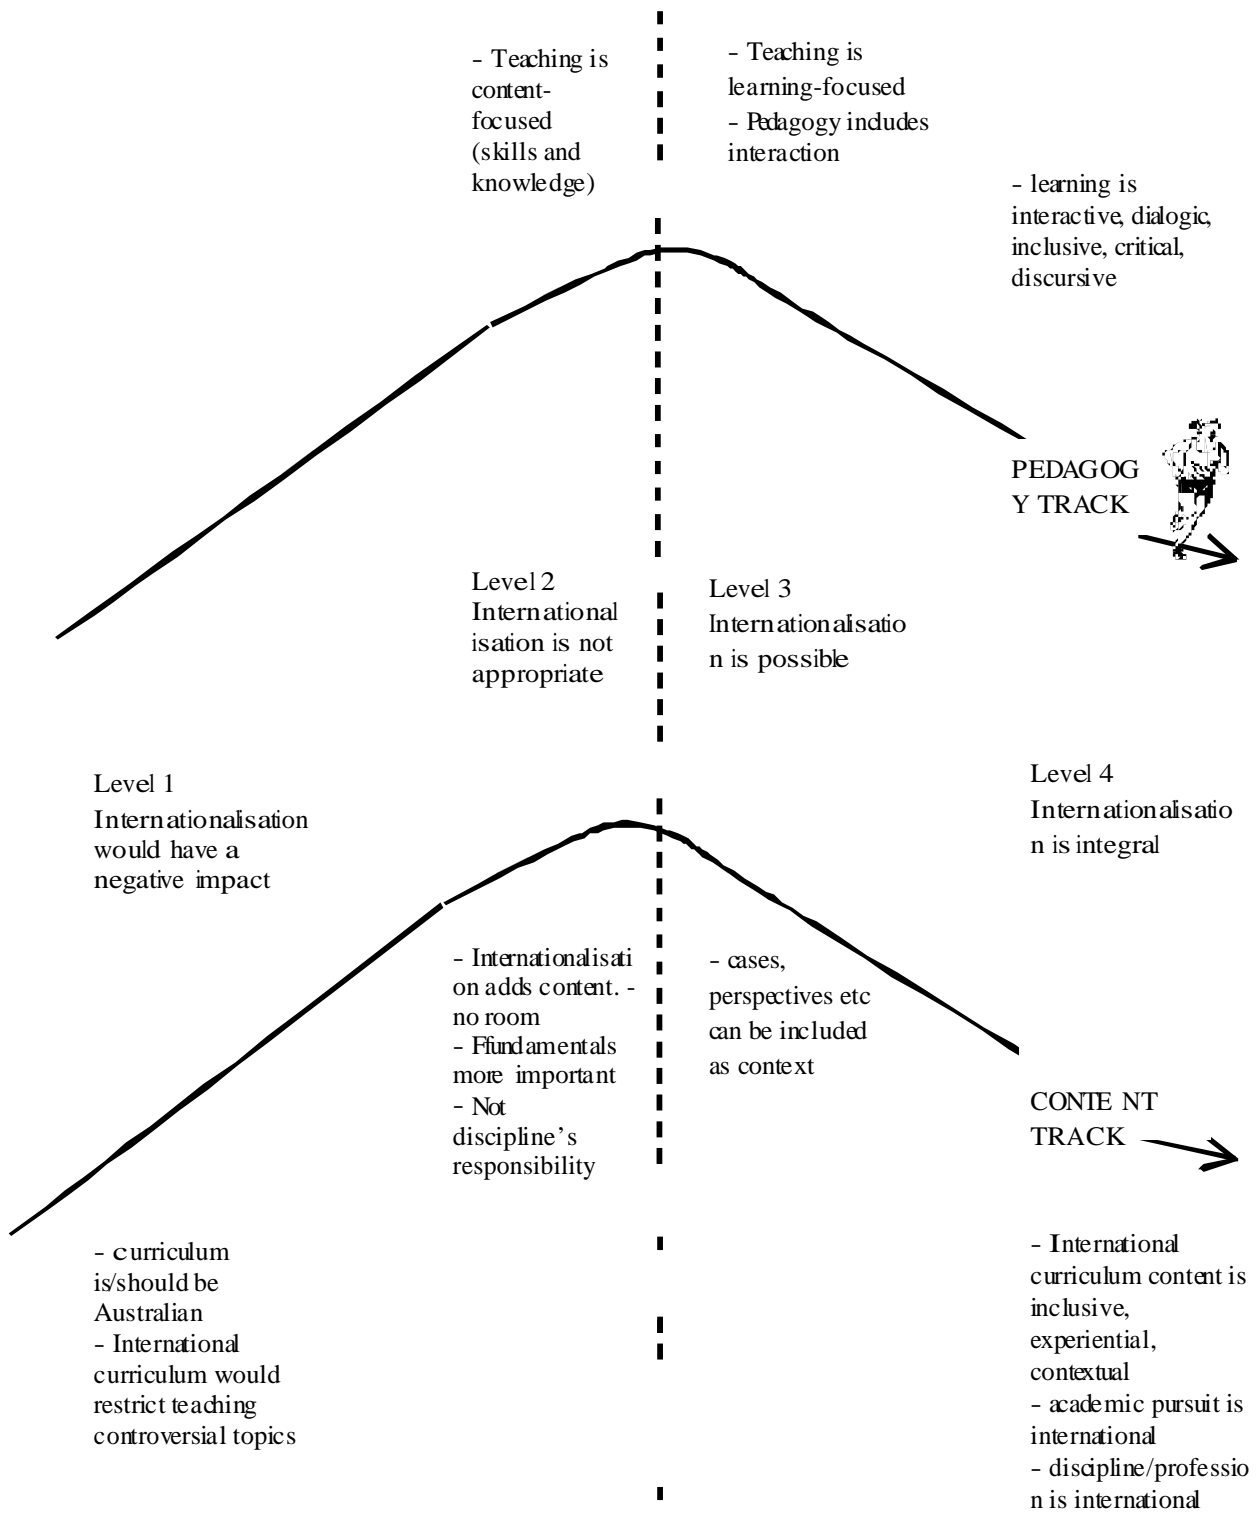 - Teaching is
content-
focused
(skills and
knowledge)
- Teaching is
learning-focused
- Pedagogy includes
interaction
- learning is
interactive, dialogic,
inclusive, critical,
discursive
PEDAGOG
Y TRACK
Level 2
International
isation is not
appropriate
Level 3
Internationalisatio
n is possible
Level 1
Internationalisation
would have a
negative impact
Level 4
Internationalisatio
n is integral
- Internationalisati
on adds content. -
no room
- Ffundamentals
more important
- Not
discipline's
responsibility
- cases,
perspectives etc
can be included
as context
CONTENT
TRACK
- curriculum
is/should be
Australian
- International
curriculum would
restrict teaching
controversial topics
- International
curriculum content is
inclusive,
experiential,
contextual
- academic pursuit is
international
- discipline/professio
n is international